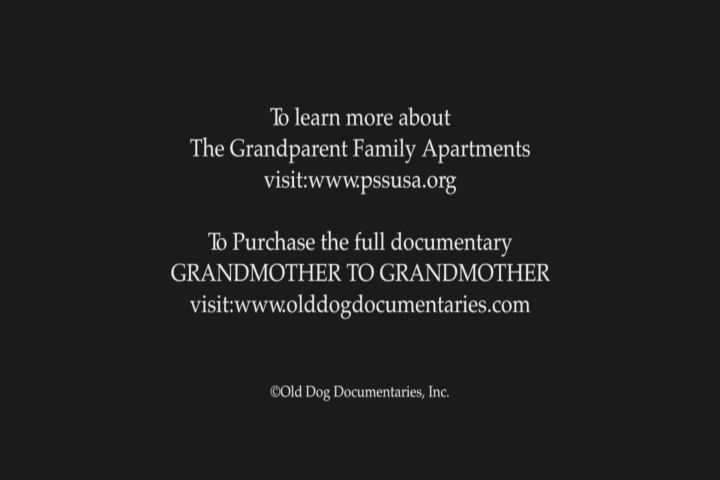 To learn more about
The Grandparent Family Apartments
visit:www.pssusa.org
To Purchase the full documentary
GRANDMOTHER TO GRANDMOTHER
visit:www.olddogdocumentaries.com
©Old Dog Documentaries, Inc.